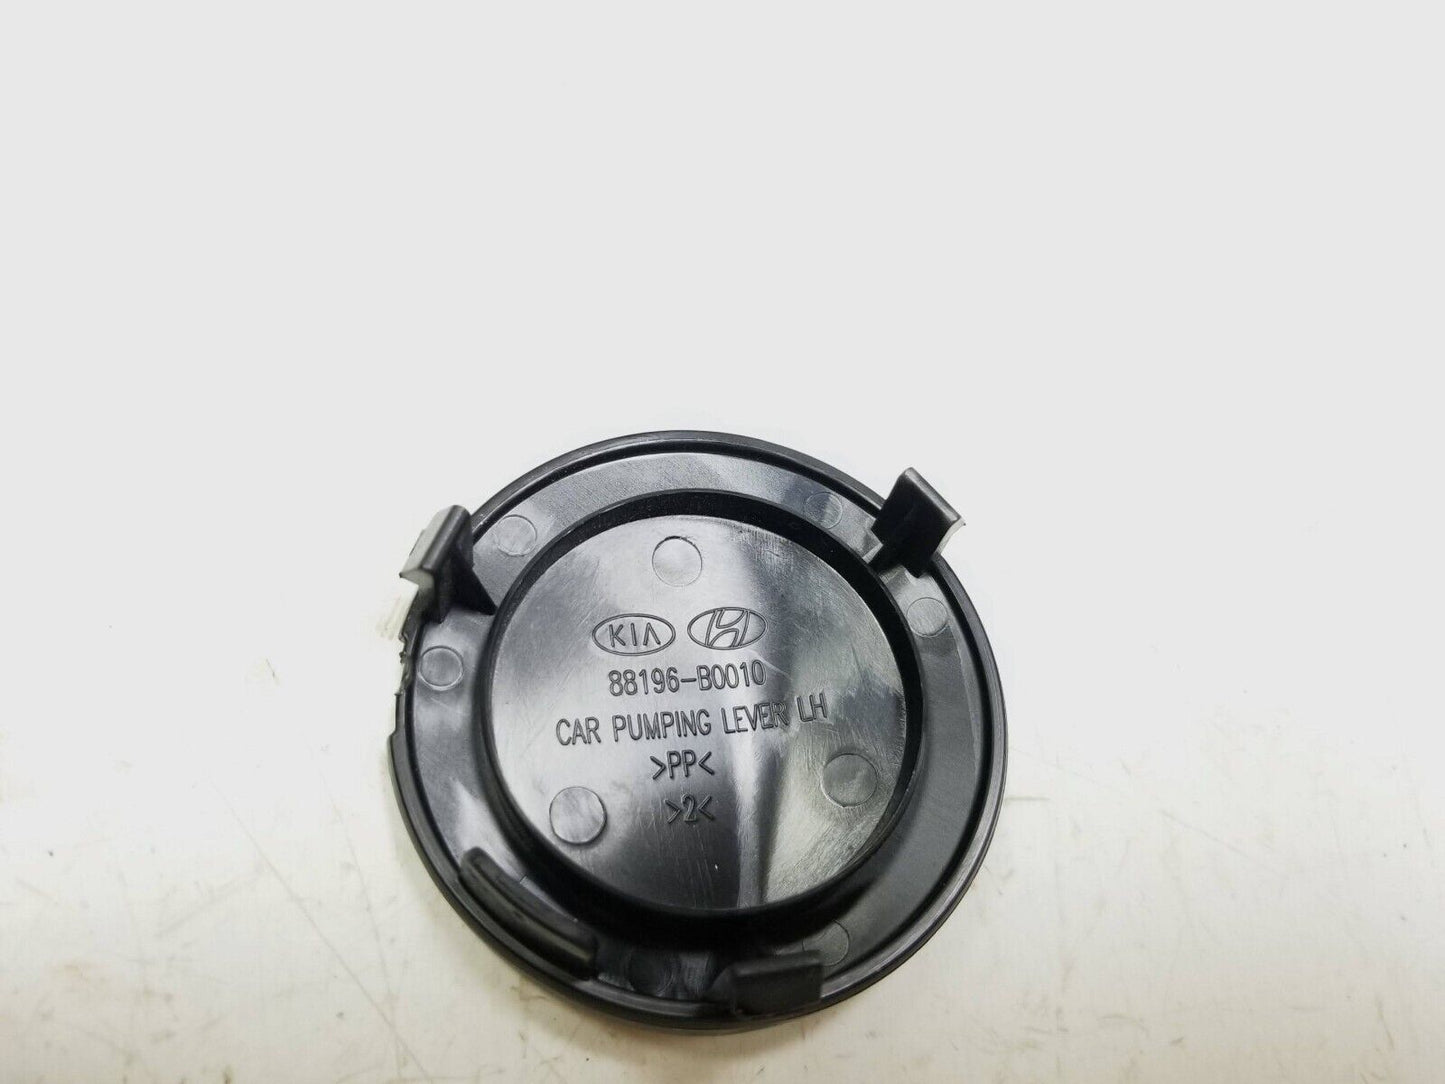 KIA
88196-B0010
CAR PUMPING LEVER LH
>PP<
>2<